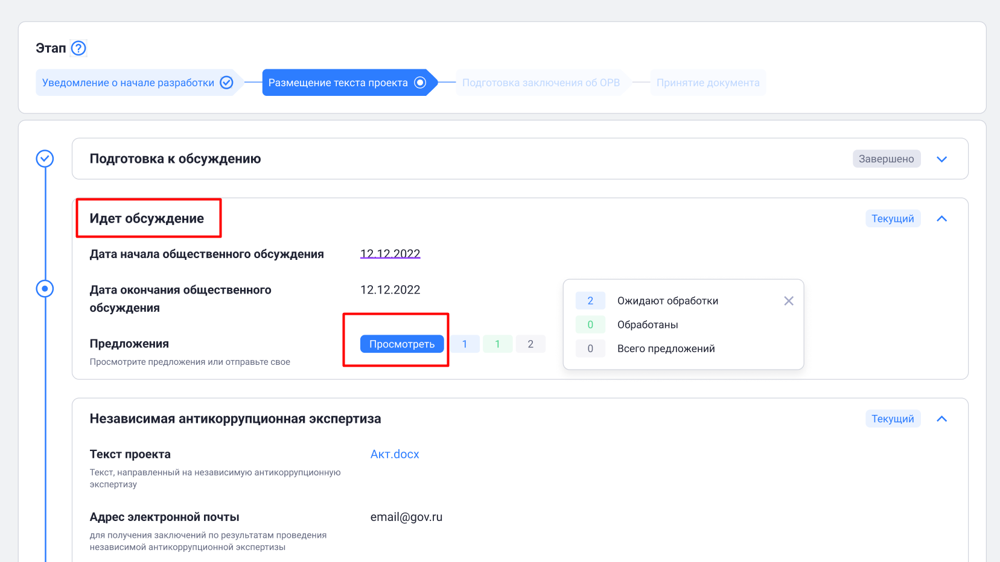 Этап ?
Уведомление о начале разработки
Размещение текста проекта
Подготовка заключения об ОРВ
Принятие документа
Подготовка к обсуждению
Завершено
Идет обсуждение
Текущий
Дата начала общественного обсуждения
12.12.2022
Дата окончания общественного
обсуждения
12.12.2022
Предложения
Просмотрите предложения или отправьте свое
Просмотреть
1
1
2
2 Ожидают обработки
0 Обработаны
0 Всего предложений
Независимая антикоррупционная экспертиза
Текущий
Текст проекта
Текст, направленный на независимую антикоррупционную
экспертизу
Акт.docx
Адрес электронной почты
для получения заключений по результатам проведения
независимой антикоррупционной экспертизы
email@gov.ru